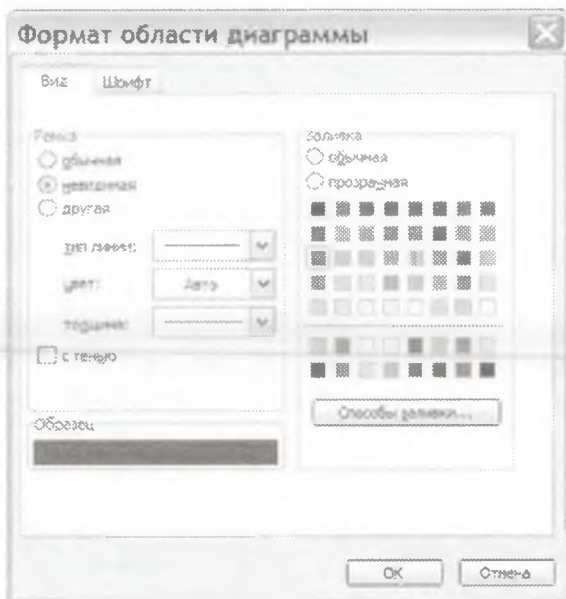 Формат области диаграммы
Вид Шрифт
Рамка
обычная
невидимая
другая
тип линии:
цвет: Авто
толщина:
с тенью
Образец
Заливка
обычная
прозрачная
Способы заливки...
ОК Отмена